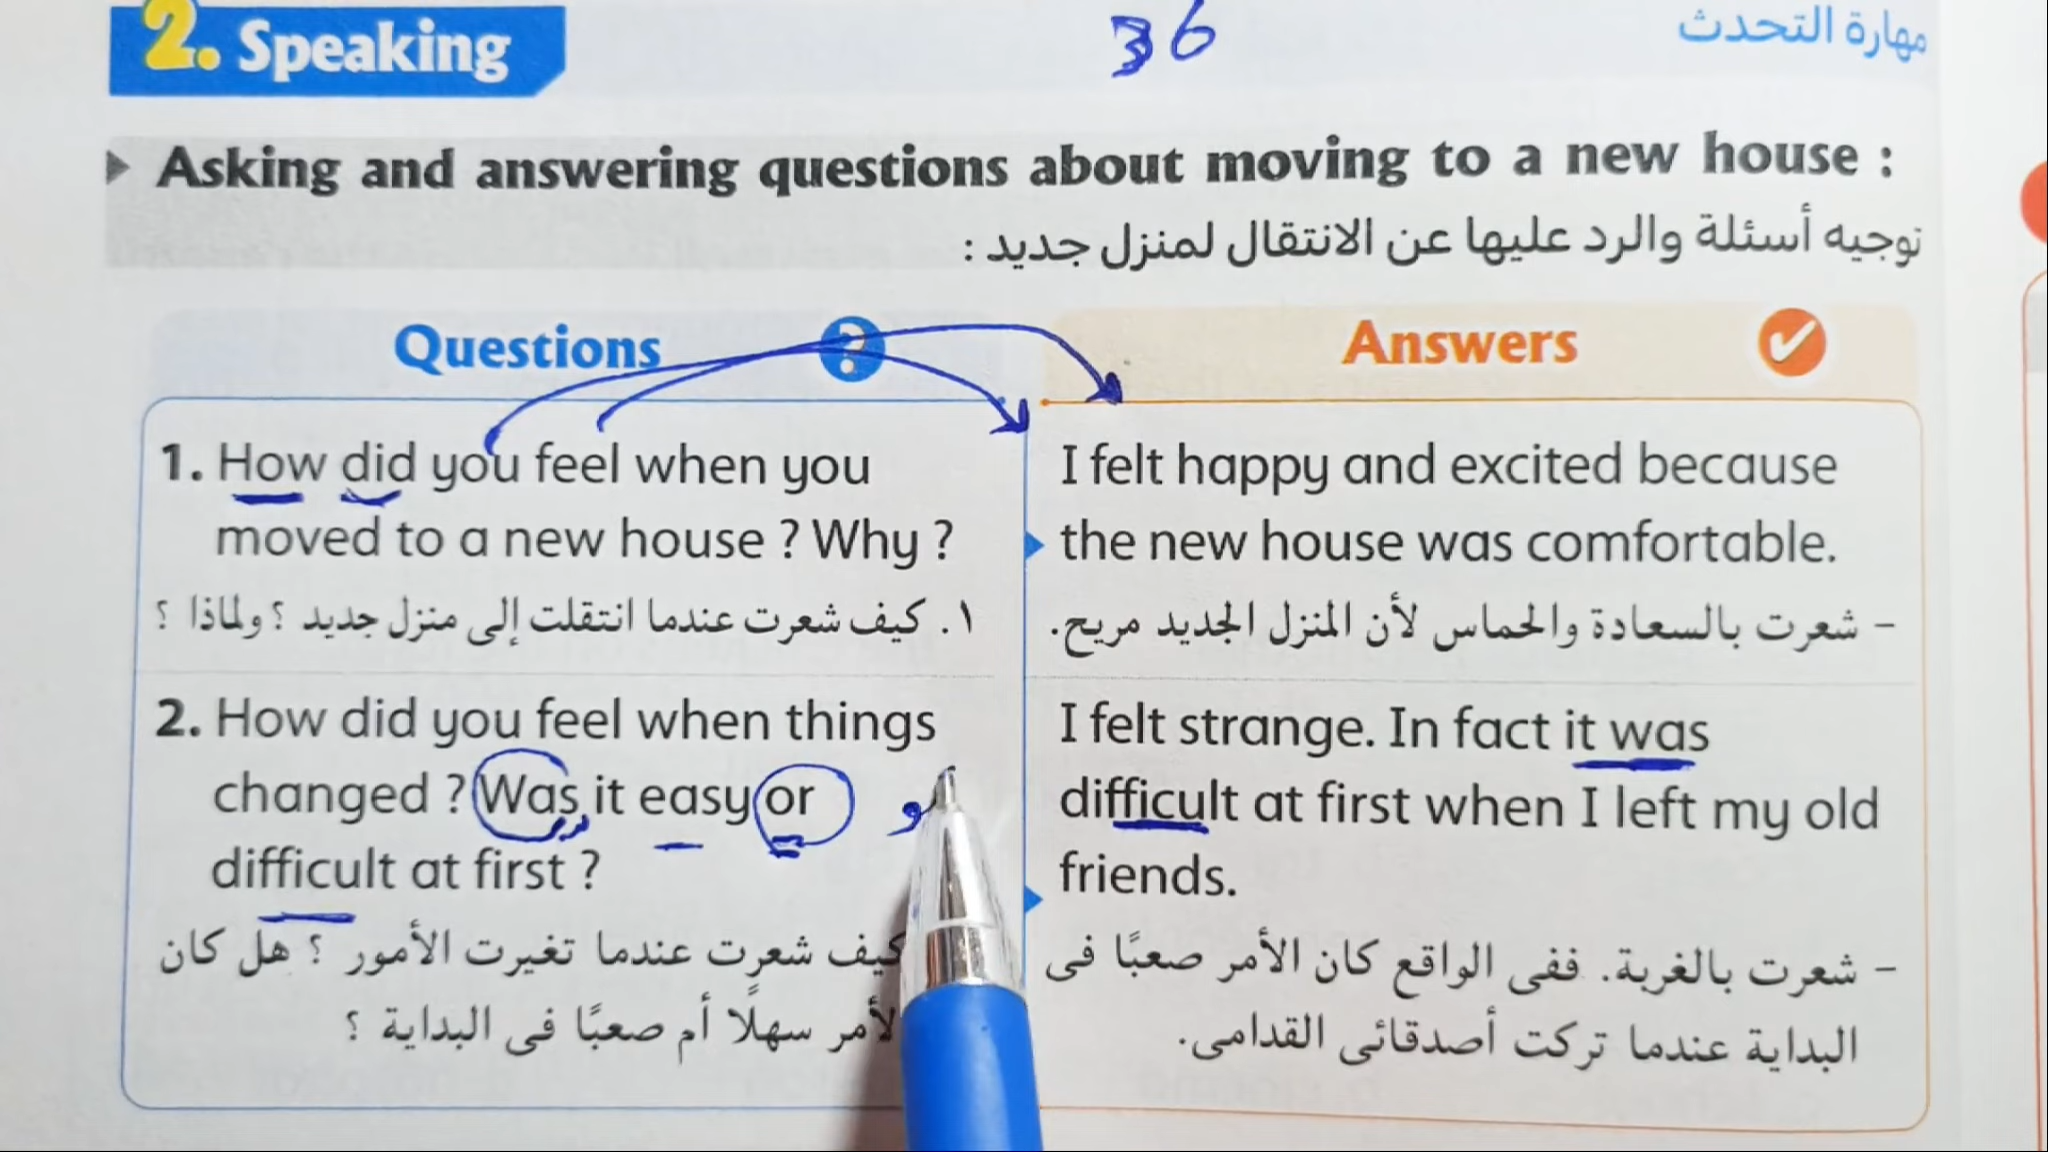 2. Speaking
36
مهارة التحدث
Asking and answering questions about moving to a new house :
توجيه أسئلة والرد عليها عن الانتقال لمنزل جديد :
Questions ?
Answers
1. How did you feel when you
moved to a new house ? Why ?
١. كيف شعرت عندما انتقلت إلى منزل جديد ؟ ولماذا ؟
I felt happy and excited because
the new house was comfortable.
- شعرت بالسعادة والحماس لأن المنزل الجديد مريح.
2. How did you feel when things
changed ? Was it easy or
difficult at first ?
كيف شعرت عندما تغيرت الأمور ؟ هل كان
سهلًا أم صعبًا فى البداية ؟
I felt strange. In fact it was
difficult at first when I left my old
friends.
- شعرت بالغربة. ففى الواقع كان الأمر صعبًا فى
البداية عندما تركت أصدقائى القدامى.